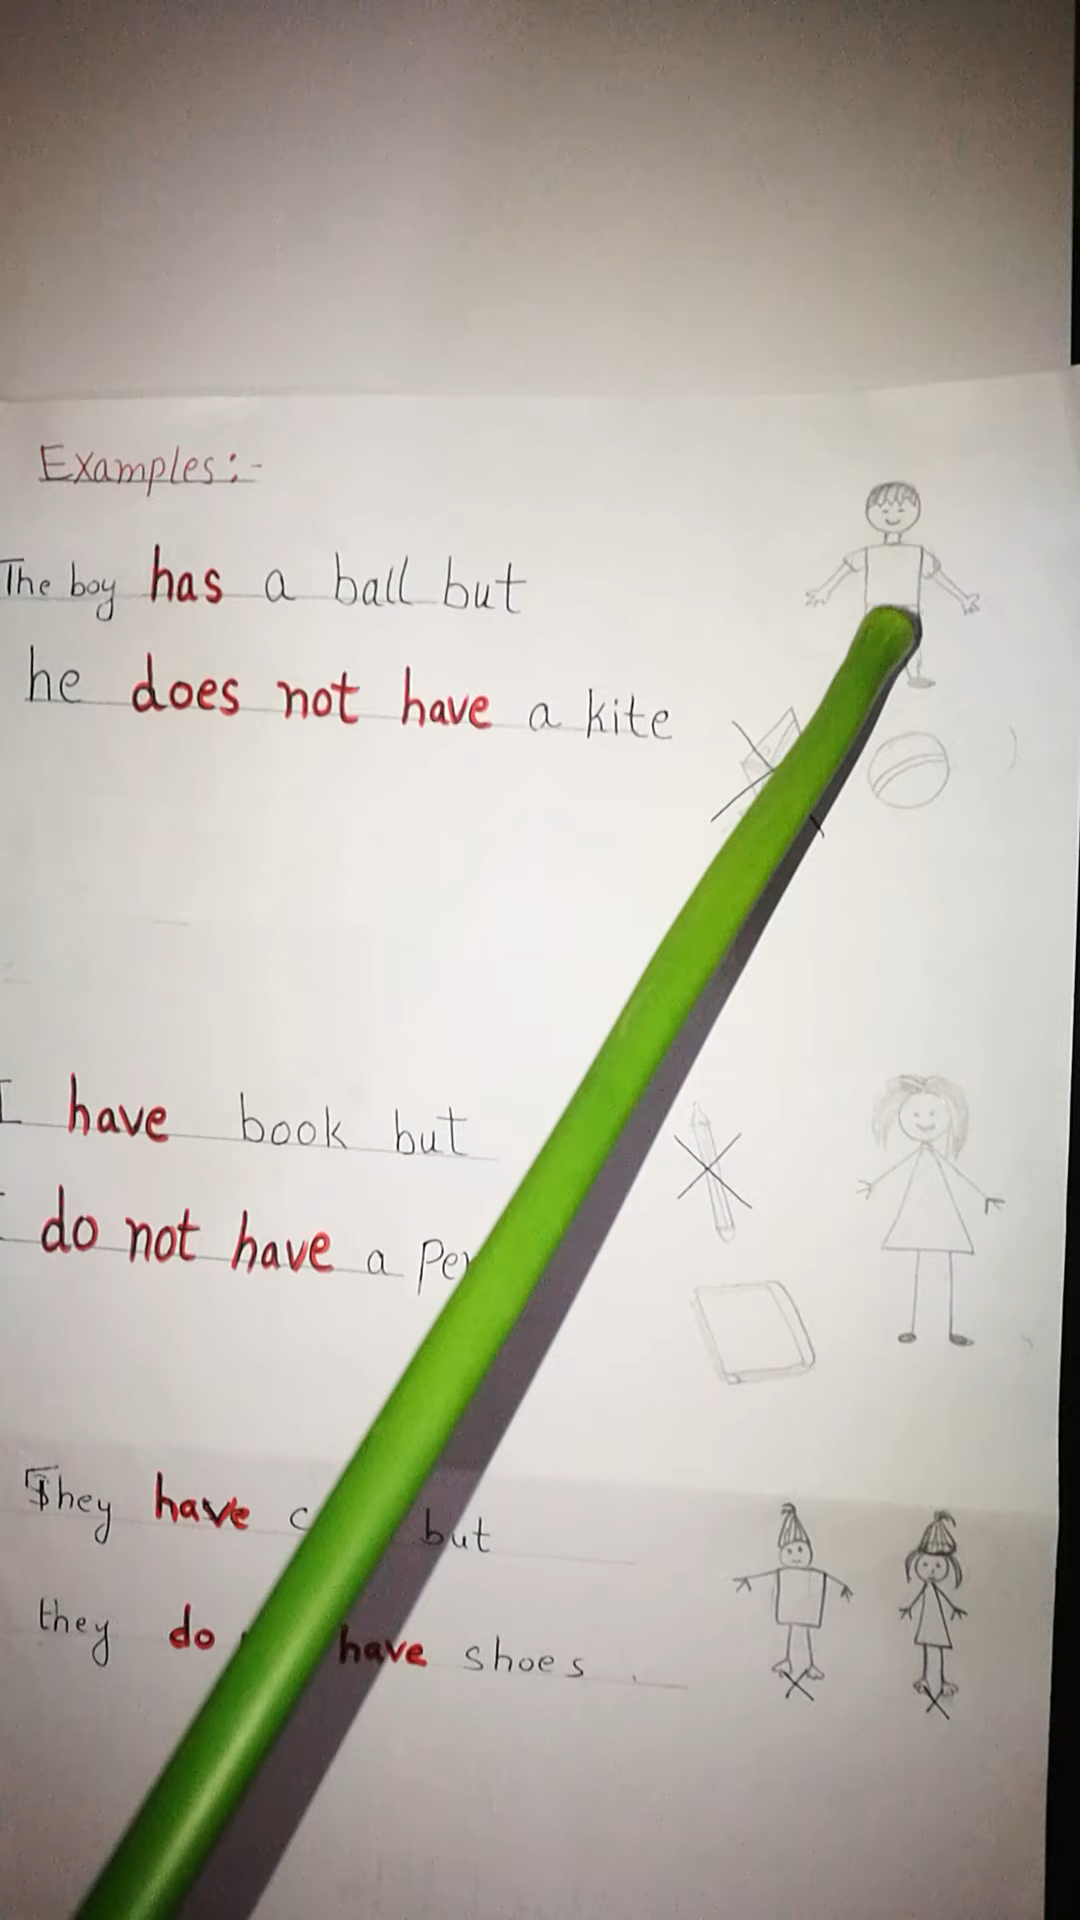 Examples:-
The boy has a ball but
he does not have a kite
I have book but
do not have a
They have but
they do have shoes .